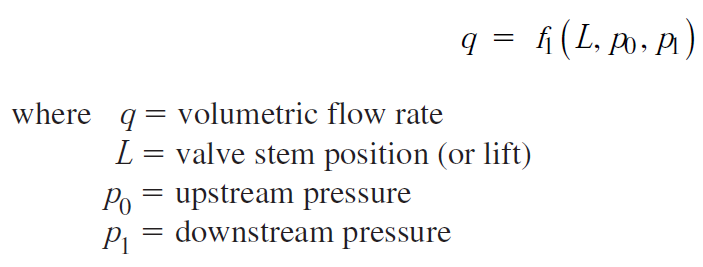 q = f₁(L, p₀, p₁)
where q = volumetric flow rate
L = valve stem position (or lift)
p₀ = upstream pressure
p₁ = downstream pressure